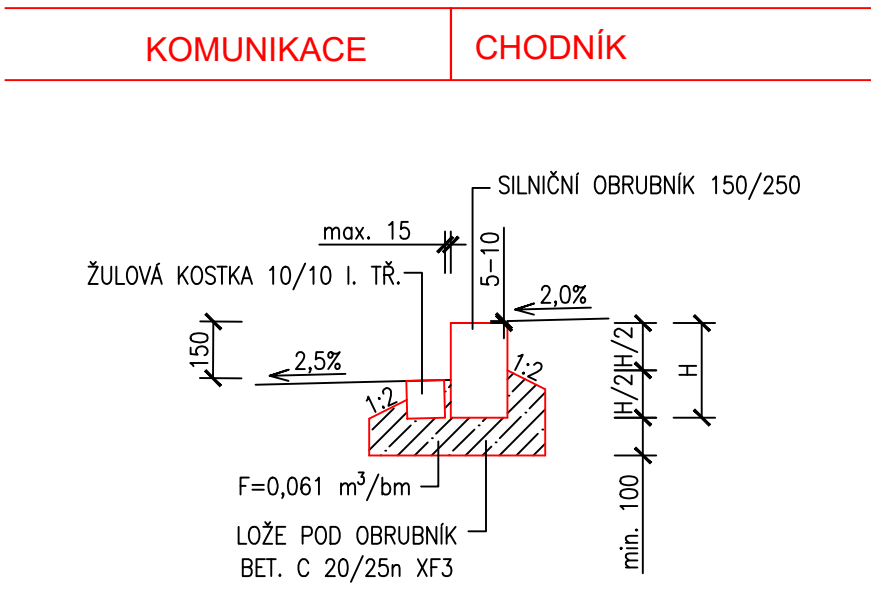 KOMUNIKACE
CHODNÍK
SILNIČNÍ OBRUBNÍK 150/250
max. 15
5-10
ŽULOVÁ KOSTKA 10/10 I. TŘ.
2,0%
150
2,5%
1:2
1:2
H/2
H/2
H
F=0,061 m³/bm
min. 100
LOŽE POD OBRUBNÍK
BET. C 20/25n XF3